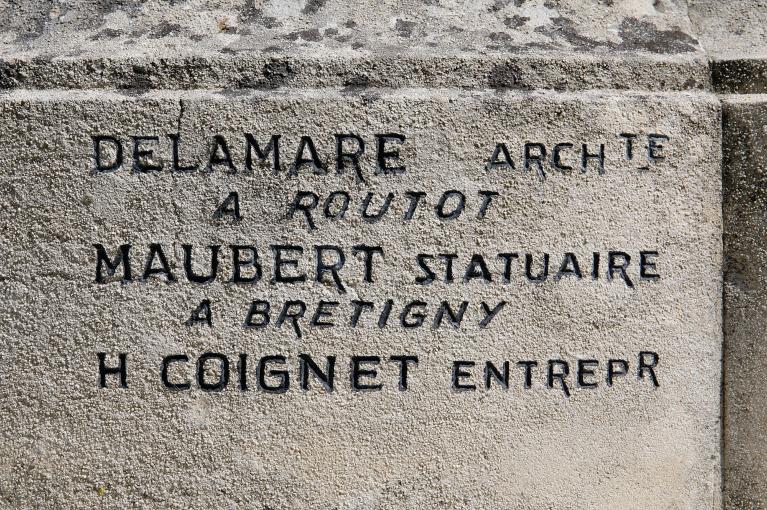 DELAMARE ARCHTE
A ROUTOT
MAUBERT STATUAIRE
A BRETIGNY
H COIGNET ENTREPR